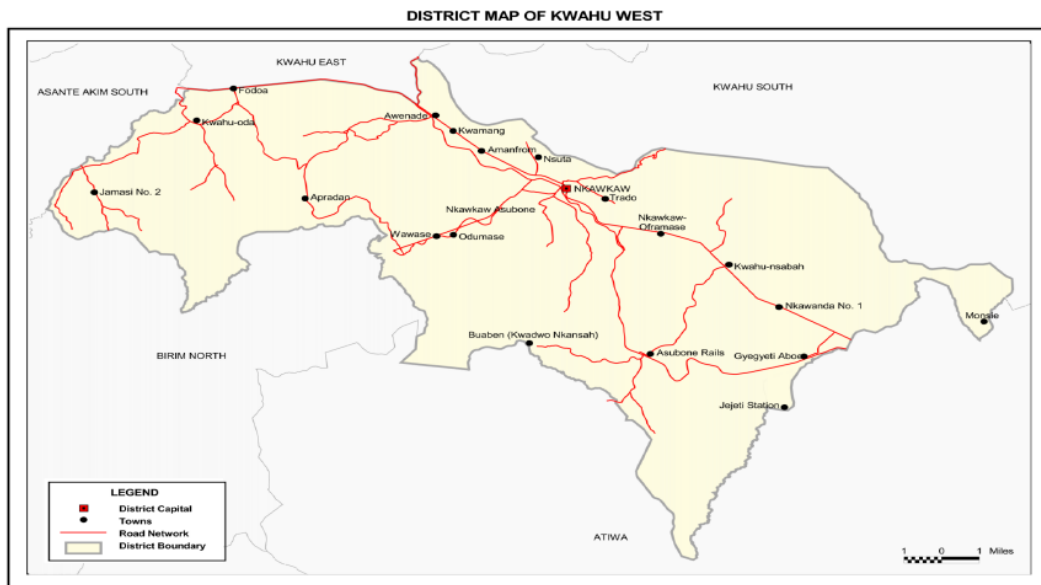 DISTRICT MAP OF KWAHU WEST
KWAHU EAST
KWAHU SOUTH
ASANTE AKIM SOUTH
Fodoa
Kwahu-oda
Awenade
Kwamang
Amanfrom
Nsuta
NKAWKAW
Trado
Jamasi No. 2
Apradan
Nkawkaw Asubone
Wawase
Odumase
Nkawkaw-
Oframase
Kwahu-nsabah
Nkawanda No. 1
Monsie
Buaben (Kwadwo Nkansah)
Asubone Rails
Gyegyeti Aboe
BIRIM NORTH
Jejeti Station
LEGEND
District Capital
Towns
Road Network
District Boundary
ATIWA
1 0 1 Miles